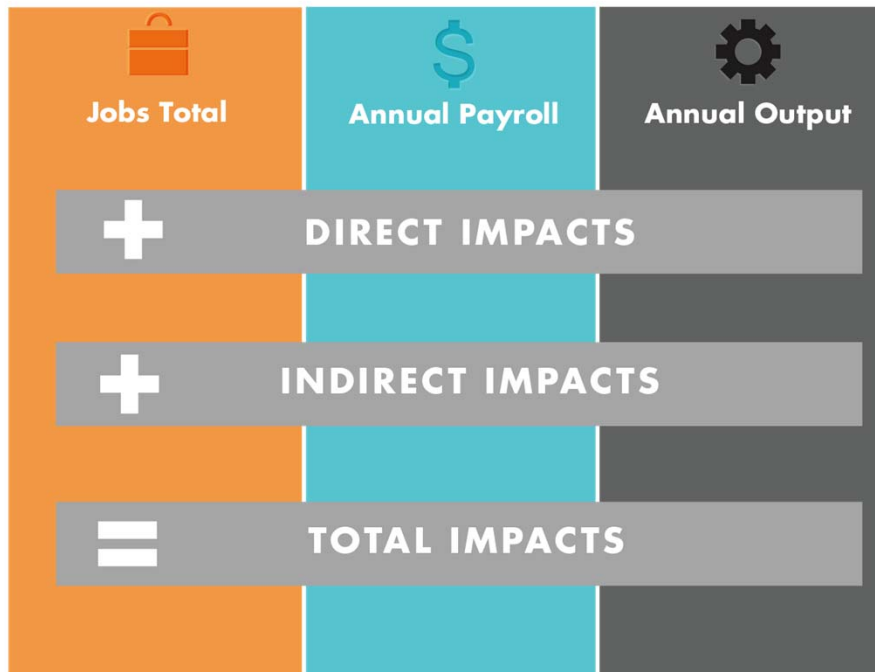 $
Jobs Total
Annual Payroll
Annual Output
+ DIRECT IMPACTS
+ INDIRECT IMPACTS
= TOTAL IMPACTS